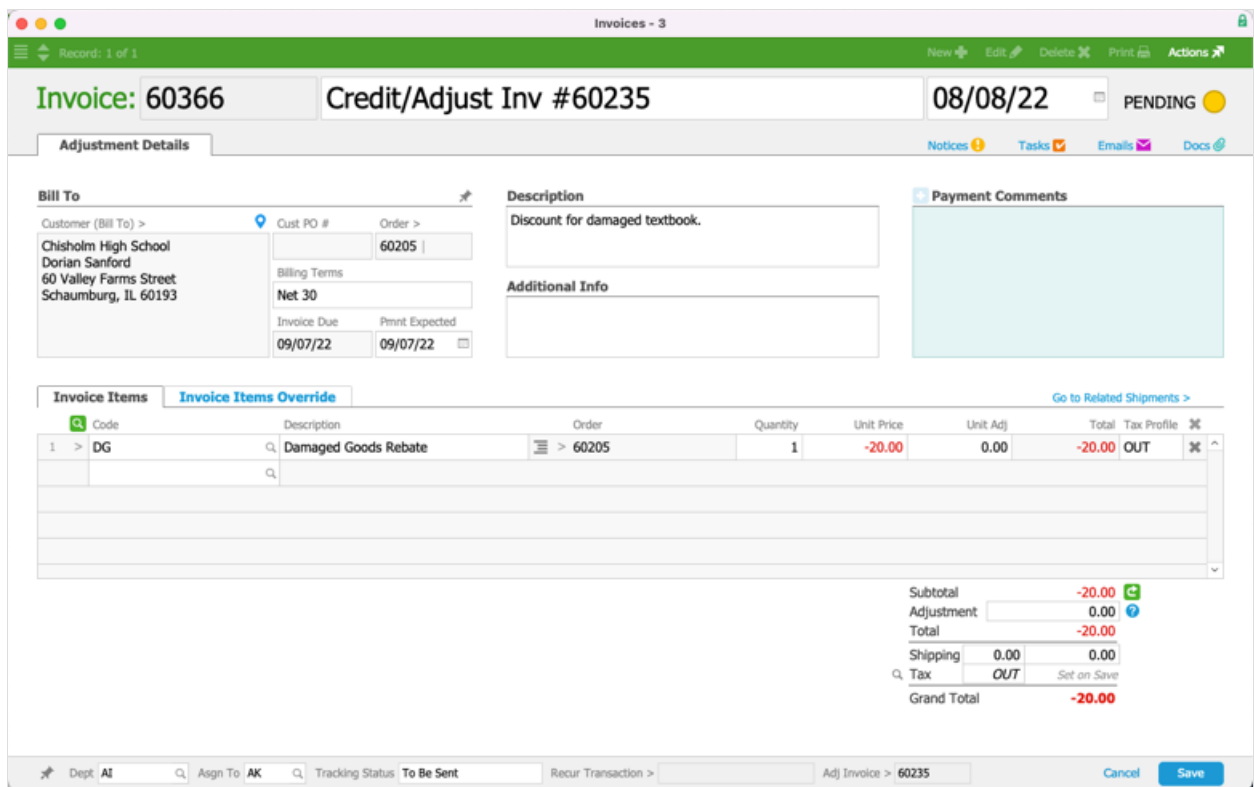 Invoices - 3
Record: 1 of 1 New Edit Delete Print Actions
Invoice: 60366 Credit/Adjust Inv #60235 08/08/22 PENDING
Adjustment Details Notices Tasks Emails Docs
Bill To Description Payment Comments
Customer (Bill To) > Cust PO # Order > Discount for damaged textbook.
Chisholm High School 60205
Dorian Sanford
60 Valley Farms Street Billing Terms
Schaumburg, IL 60193 Net 30 Additional Info
Invoice Due Pmnt Expected
09/07/22 09/07/22
Invoice Items Invoice Items Override Go to Related Shipments >
Code Description Order Quantity Unit Price Unit Adj Total Tax Profile
1 > DG Damaged Goods Rebate > 60205 1 -20.00 0.00 -20.00 OUT
Subtotal -20.00
Adjustment 0.00 ?
Total -20.00
Shipping 0.00 0.00
Tax OUT Set on Save
Grand Total -20.00
Dept AI Asgn To AK Tracking Status To Be Sent Recur Transaction > Adj Invoice > 60235 Cancel Save